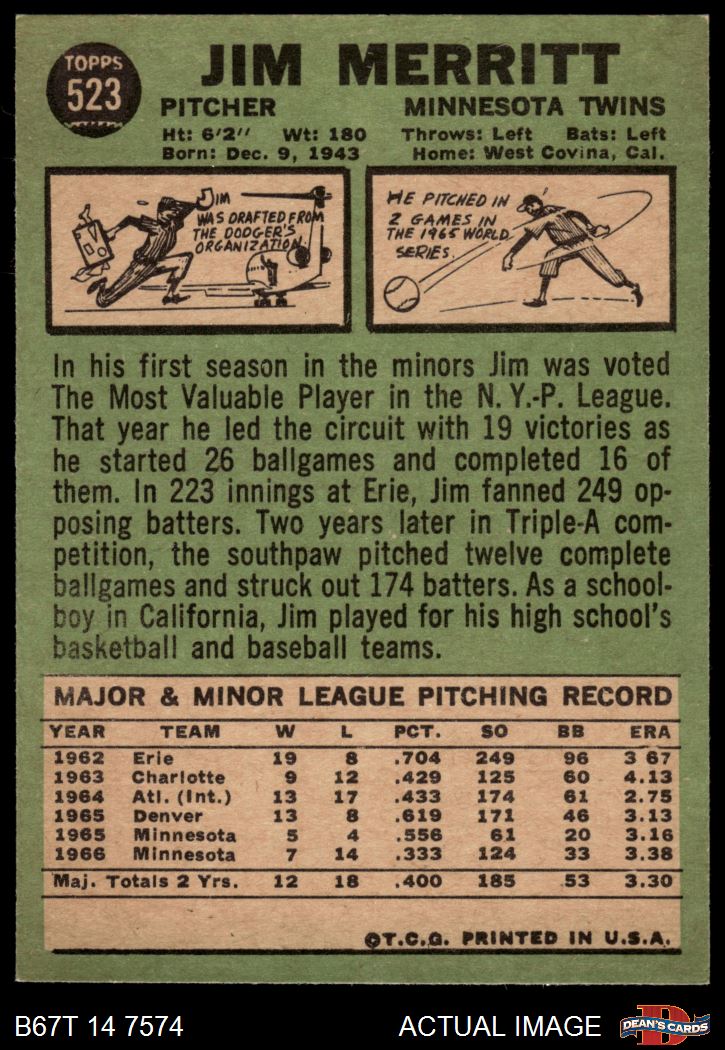 TOPPS
523
JIM MERRITT
PITCHER MINNESOTA TWINS
Ht: 6'2" Wt: 180 Throws: Left Bats: Left
Born: Dec. 9, 1943 Home: West Covina, Cal.
JIM
WAS DRAFTED FROM
THE DODGER'S
ORGANIZATION.
HE PITCHED IN
2 GAMES IN
THE 1965 WORLD
SERIES.
In his first season in the minors Jim was voted
The Most Valuable Player in the N. Y.-P. League.
That year he led the circuit with 19 victories as
he started 26 ballgames and completed 16 of
them. In 223 innings at Erie, Jim fanned 249 op-
posing batters. Two years later in Triple-A com-
petition, the southpaw pitched twelve complete
ballgames and struck out 174 batters. As a school-
boy in California, Jim played for his high school's
basketball and baseball teams.
MAJOR & MINOR LEAGUE PITCHING RECORD
YEAR TEAM W L PCT. SO BB ERA
1962 Erie 19 8 .704 249 96 3 67
1963 Charlotte 9 12 .429 125 60 4.13
1964 Atl. (Int.) 13 17 .433 174 61 2.75
1965 Denver 13 8 .619 171 46 3.13
1965 Minnesota 5 4 .556 61 20 3.16
1966 Minnesota 7 14 .333 124 33 3.38
Maj. Totals 2 Yrs. 12 18 .400 185 53 3.30
©T.C.G. PRINTED IN U.S.A.
B67T 14 7574 ACTUAL IMAGE D DEAN'S CARDS